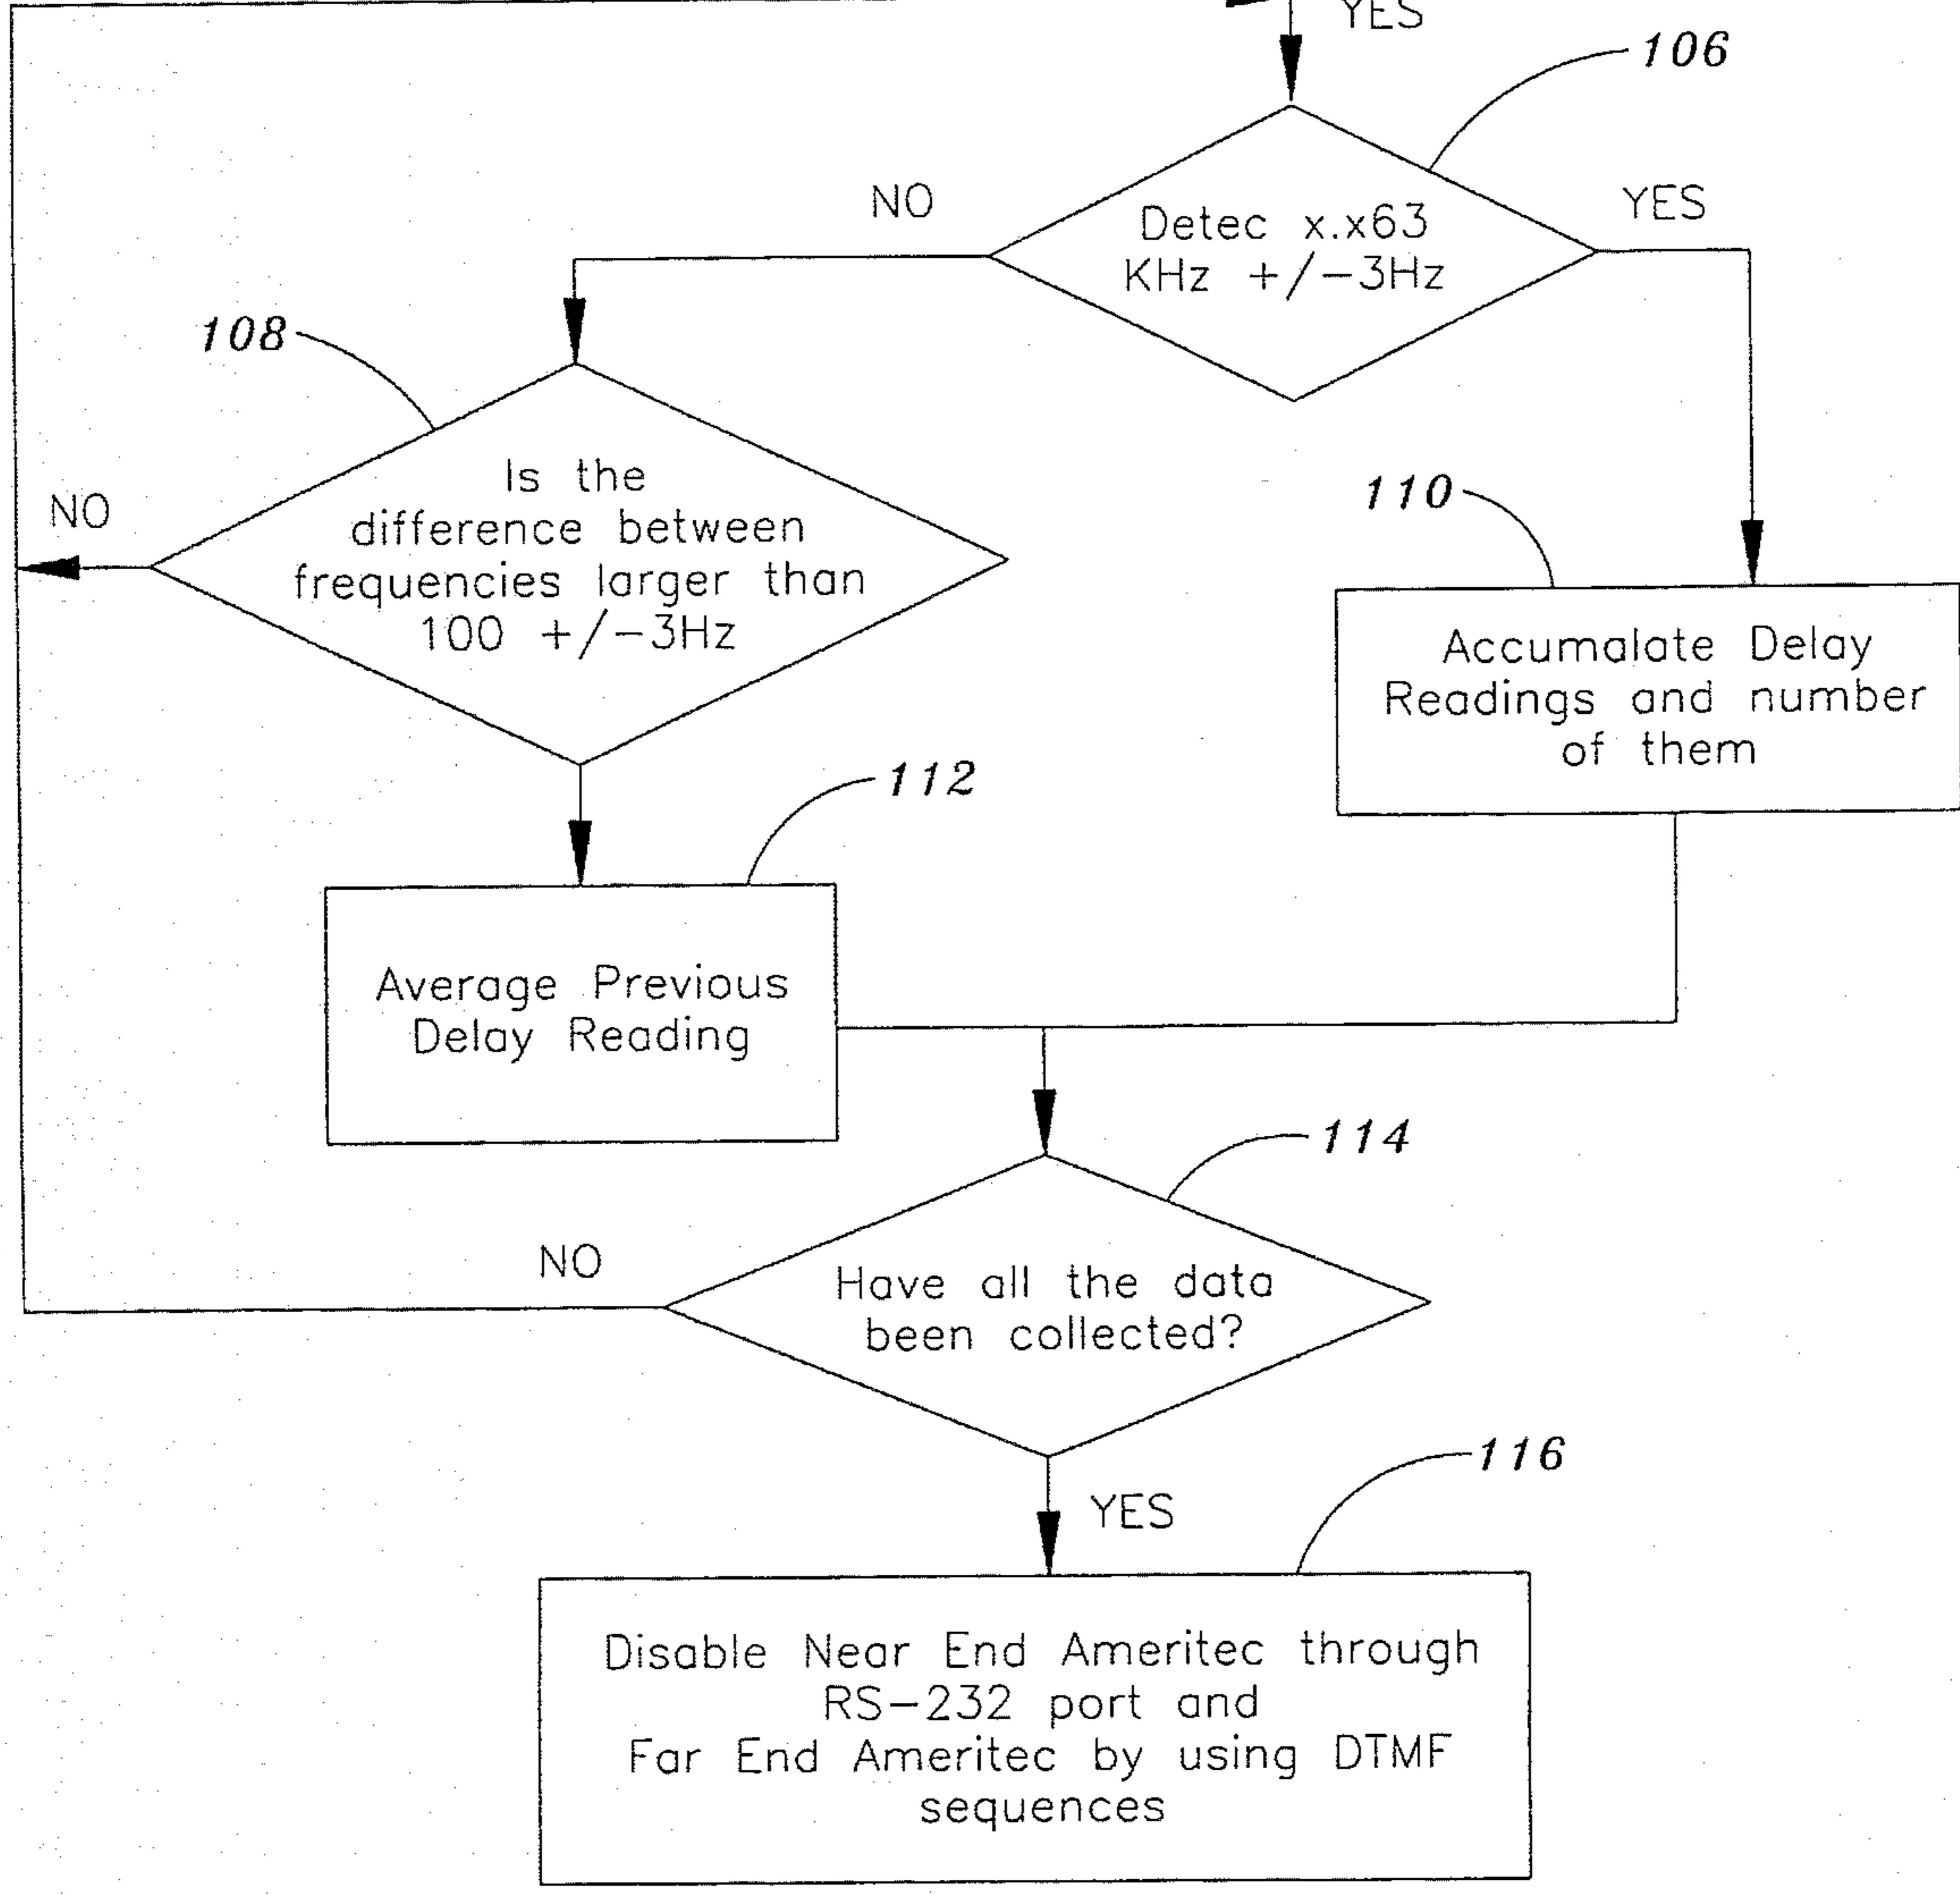 YES
106
NO
YES
Detec x.x63
KHz +/-3Hz
108
Is the
difference between
frequencies larger than
100 +/-3Hz
NO
110
Accumalate Delay
Readings and number
of them
112
Average Previous
Delay Reading
114
NO
Have all the data
been collected?
116
YES
Disable Near End Ameritec through
RS-232 port and
Far End Ameritec by using DTMF
sequences